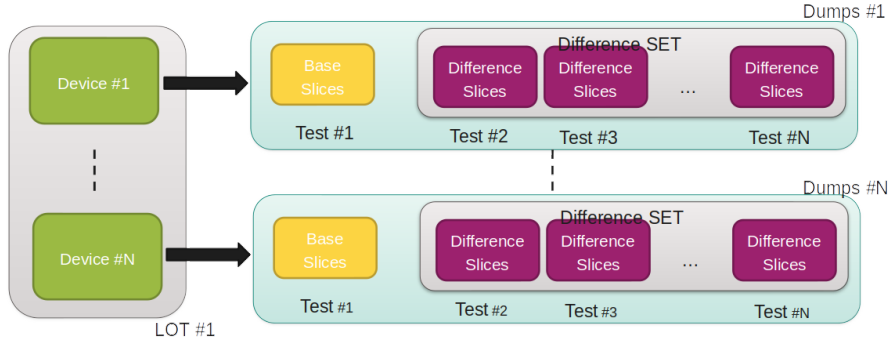 Dumps #1
Difference SET
Device #1
Base
Slices
Difference
Slices
Difference
Slices
...
Difference
Slices
Test #1
Test #2
Test #3
Test #N
Dumps #N
Difference SET
Device #N
Base
Slices
Difference
Slices
Difference
Slices
...
Difference
Slices
Test #1
Test #2
Test #3
Test #N
LOT #1